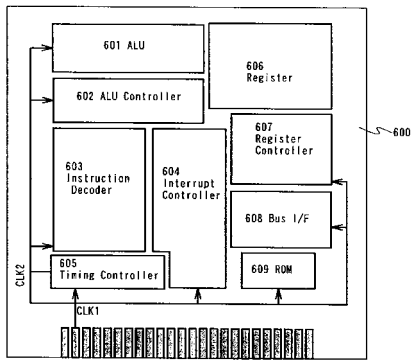 601 ALU
606
Register
602 ALU Controller
607
Register
Controller
600
603
Instruction
Decoder
604
Interrupt
Controller
608 Bus I/F
605
Timing Controller
609 ROM
CLK2
CLK1